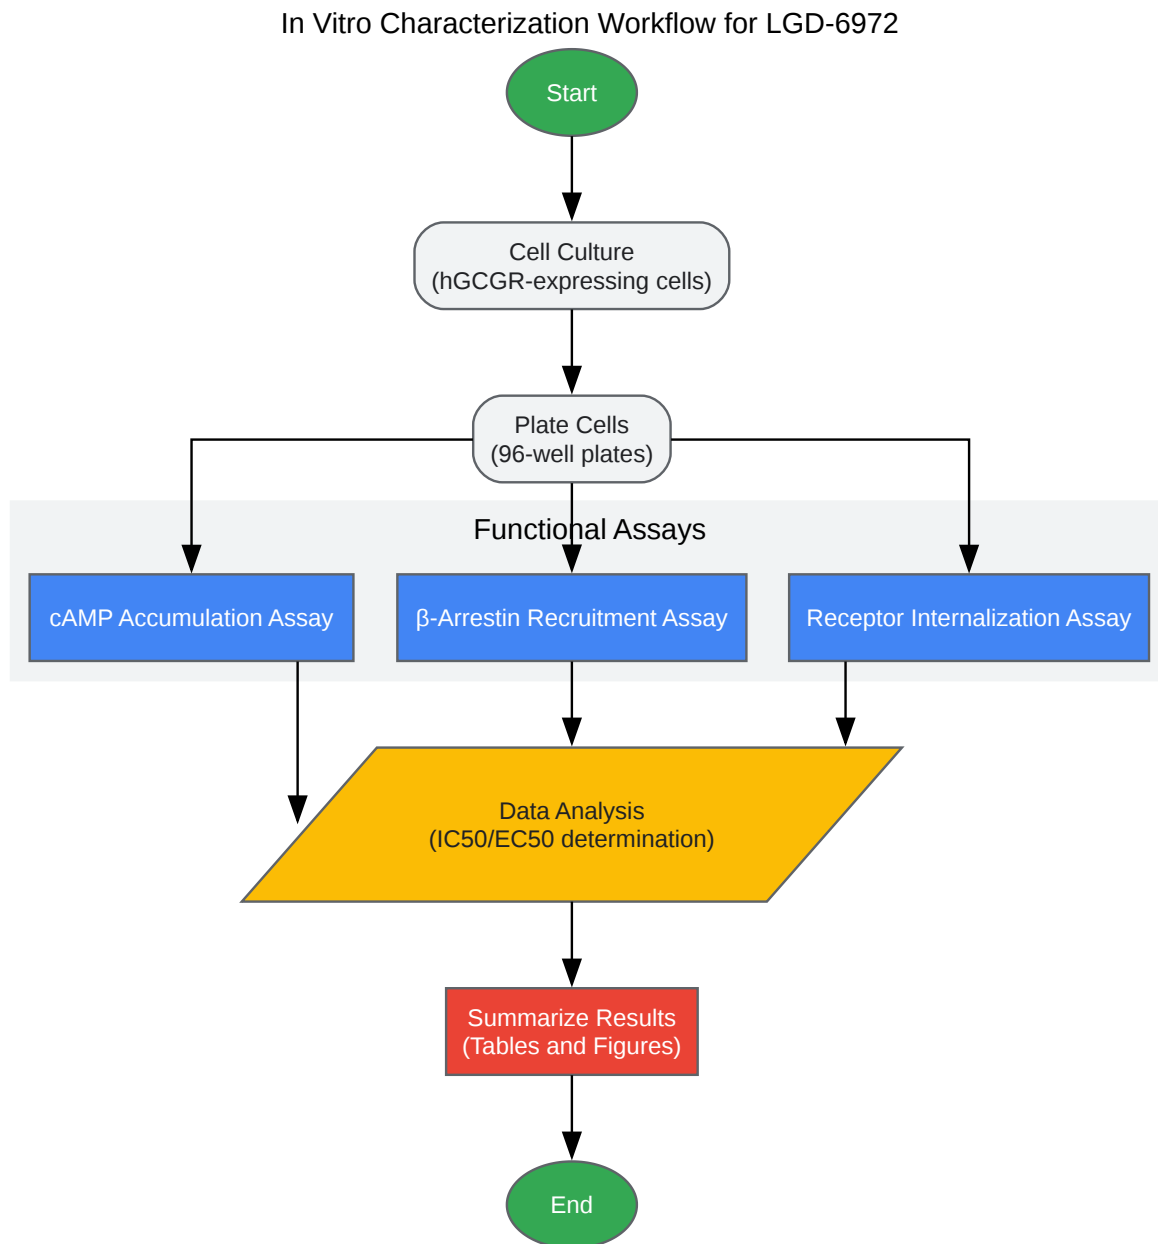 In Vitro Characterization Workflow for LGD-6972
Start
Cell Culture
(hGCGR-expressing cells)
Plate Cells
(96-well plates)
Functional Assays
cAMP Accumulation Assay
β-Arrestin Recruitment Assay
Receptor Internalization Assay
Data Analysis
(IC50/EC50 determination)
Summarize Results
(Tables and Figures)
End